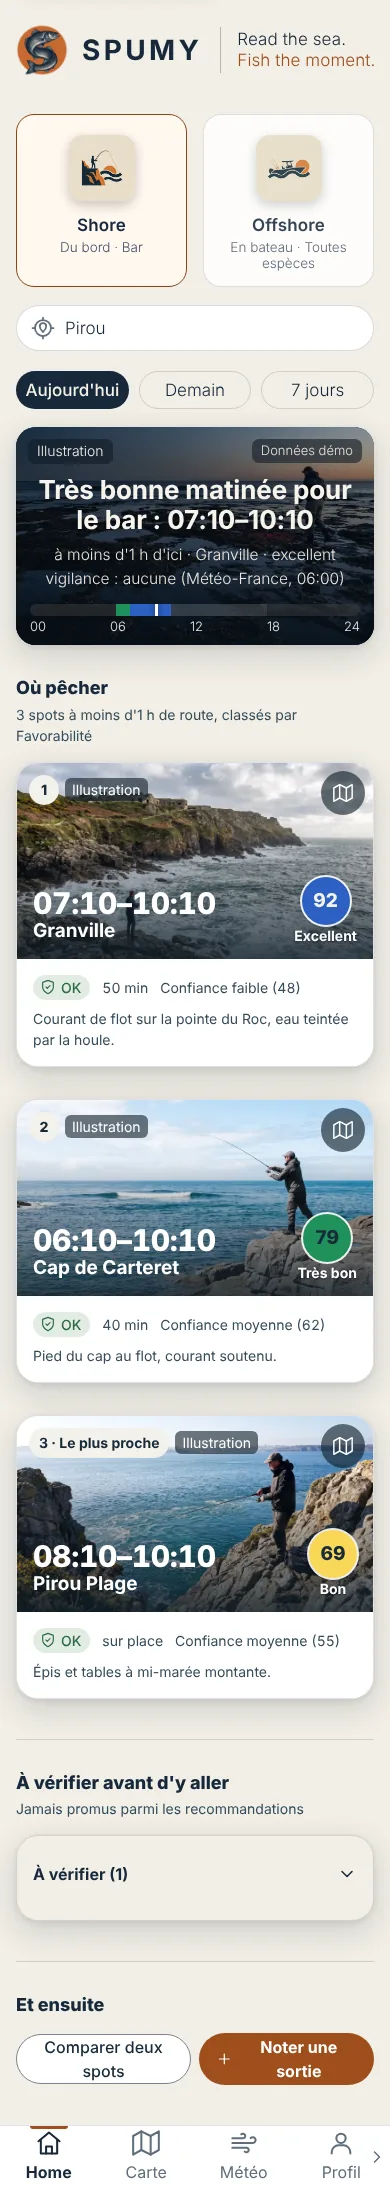 SPUMY
Read the sea.
Fish the moment.
Shore
Du bord · Bar
Offshore
En bateau · Toutes
espèces
Pirou
Aujourd'hui
Demain
7 jours
Illustration
Données démo
Très bonne matinée pour
le bar : 07:10–10:10
à moins d'1 h d'ici · Granville · excellent
vigilance : aucune (Météo-France, 06:00)
00 06 12 18 24
Où pêcher
3 spots à moins d'1 h de route, classés par
Favorabilité
1 Illustration
07:10–10:10
Granville
92
Excellent
OK 50 min Confiance faible (48)
Courant de flot sur la pointe du Roc, eau teintée
par la houle.
2 Illustration
06:10–10:10
Cap de Carteret
79
Très bon
OK 40 min Confiance moyenne (62)
Pied du cap au flot, courant soutenu.
3 · Le plus proche Illustration
08:10–10:10
Pirou Plage
69
Bon
OK sur place Confiance moyenne (55)
Épis et tables à mi-marée montante.
À vérifier avant d'y aller
Jamais promus parmi les recommandations
À vérifier (1)
Et ensuite
Comparer deux
spots
+ Noter une
sortie
Home
Carte
Météo
Profil